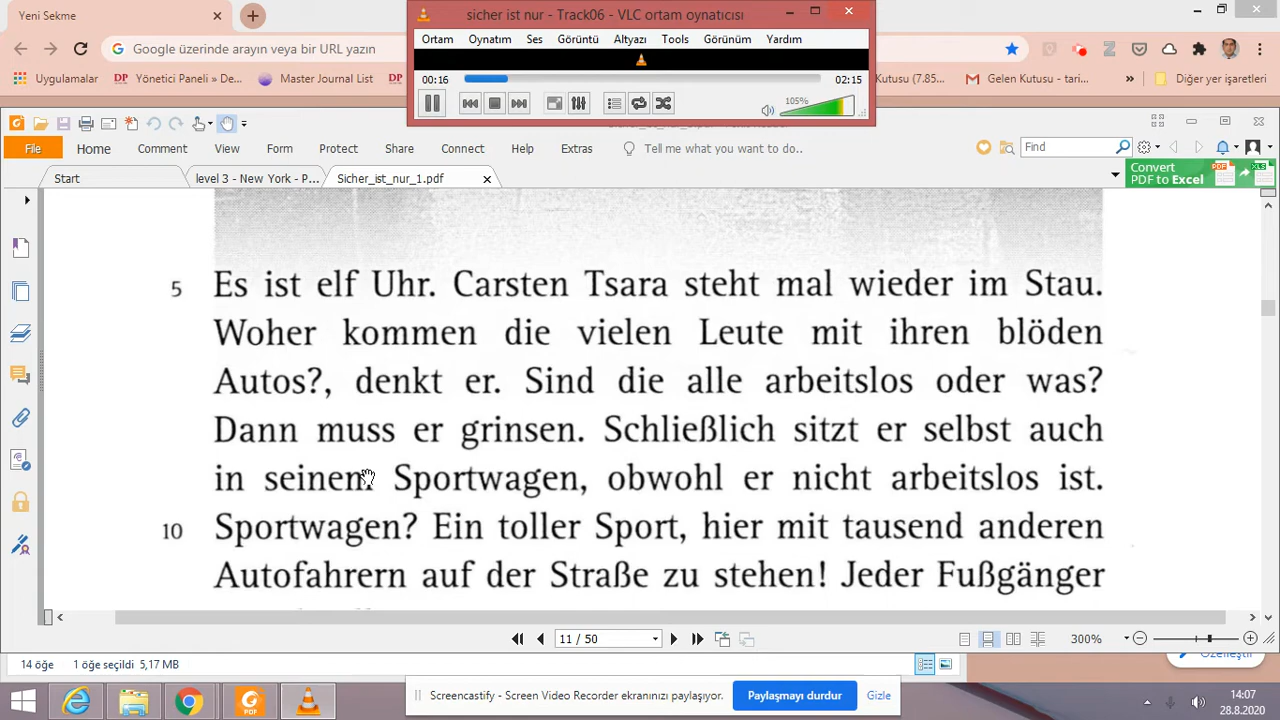 Yeni Sekme
sicher ist nur - Track06 - VLC ortam oynatıcısı
Ortam Oynatım Ses Görüntü Altyazı Tools Görünüm Yardım
Google üzerinde arayın veya bir URL yazın
00:16 02:15
Uygulamalar Yönetici Paneli » De... Master Journal List Kutusu (7.85... Gelen Kutusu - tari... » Diğer yer işaretleri
105%
File Home Comment View Form Protect Share Connect Help Extras Tell me what you want to do... Find
Start level 3 - New York - P... Sicher_ist_nur_1.pdf
Convert
PDF to Excel
5 Es ist elf Uhr. Carsten Tsara steht mal wieder im Stau.
Woher kommen die vielen Leute mit ihren blöden
Autos?, denkt er. Sind die alle arbeitslos oder was?
Dann muss er grinsen. Schließlich sitzt er selbst auch
in seinem Sportwagen, obwohl er nicht arbeitslos ist.
10 Sportwagen? Ein toller Sport, hier mit tausend anderen
Autofahrern auf der Straße zu stehen! Jeder Fußgänger
11 / 50 300%
14 öğe 1 öğe seçildi 5,17 MB Özelleştir
Screencastify - Screen Video Recorder ekranınızı paylaşıyor. Paylaşmayı durdur Gizle
14:07
28.8.2020